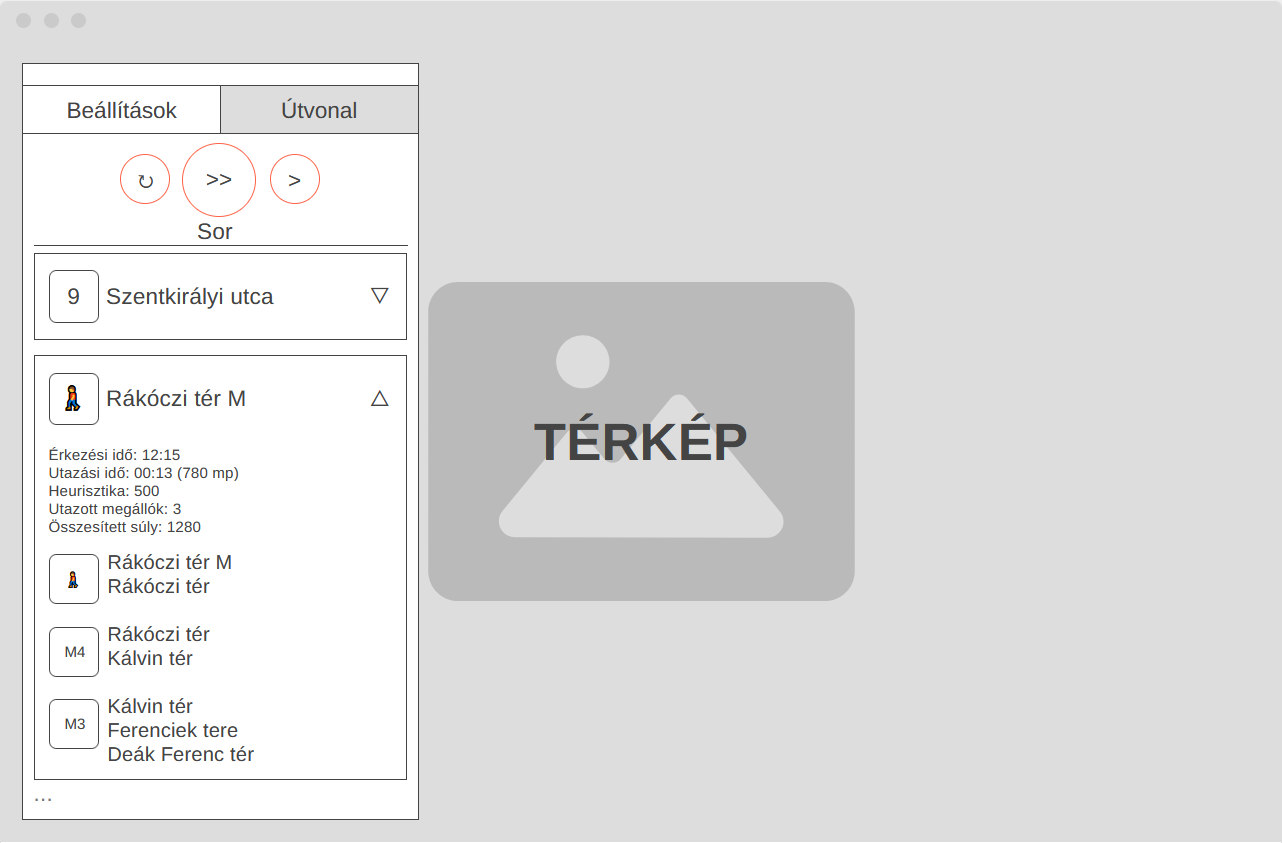 Beállítások
Útvonal
↻
>>
>
Sor
9
Szentkirályi utca
▽
Rákóczi tér M
△
Érkezési idő: 12:15
Utazási idő: 00:13 (780 mp)
Heurisztika: 500
Utazott megállók: 3
Összesített súly: 1280
Rákóczi tér M
Rákóczi tér
M4
Rákóczi tér
Kálvin tér
M3
Kálvin tér
Ferenciek tere
Deák Ferenc tér
...
TÉRKÉP